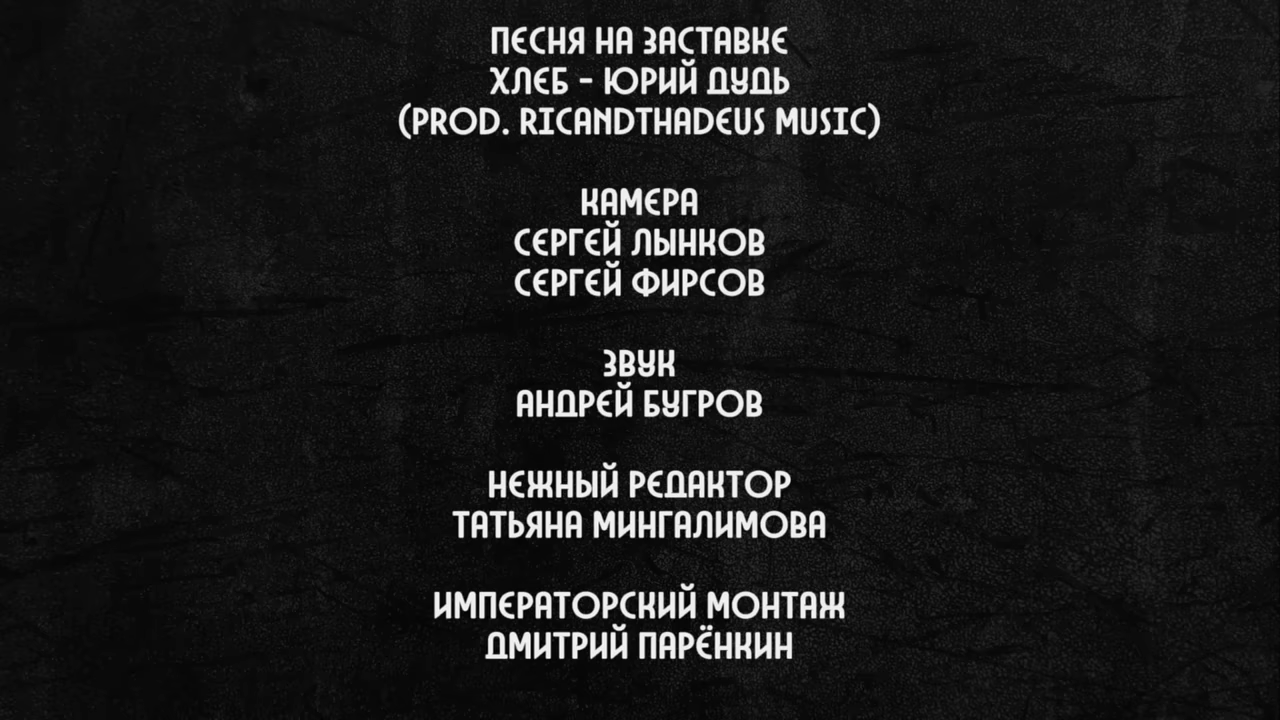 ПЕСНЯ НА ЗАСТАВКЕ
ХЛЕБ - ЮРИЙ ДУДЬ
(PROD. RICANDTHADEUS MUSIC)
КАМЕРА
СЕРГЕЙ ЛЫНКОВ
СЕРГЕЙ ФИРСОВ
ЗВУК
АНДРЕЙ БУГРОВ
НЕЖНЫЙ РЕДАКТОР
ТАТЬЯНА МИНГАЛИМОВА
ИМПЕРАТОРСКИЙ МОНТАЖ
ДМИТРИЙ ПАРЁНКИН